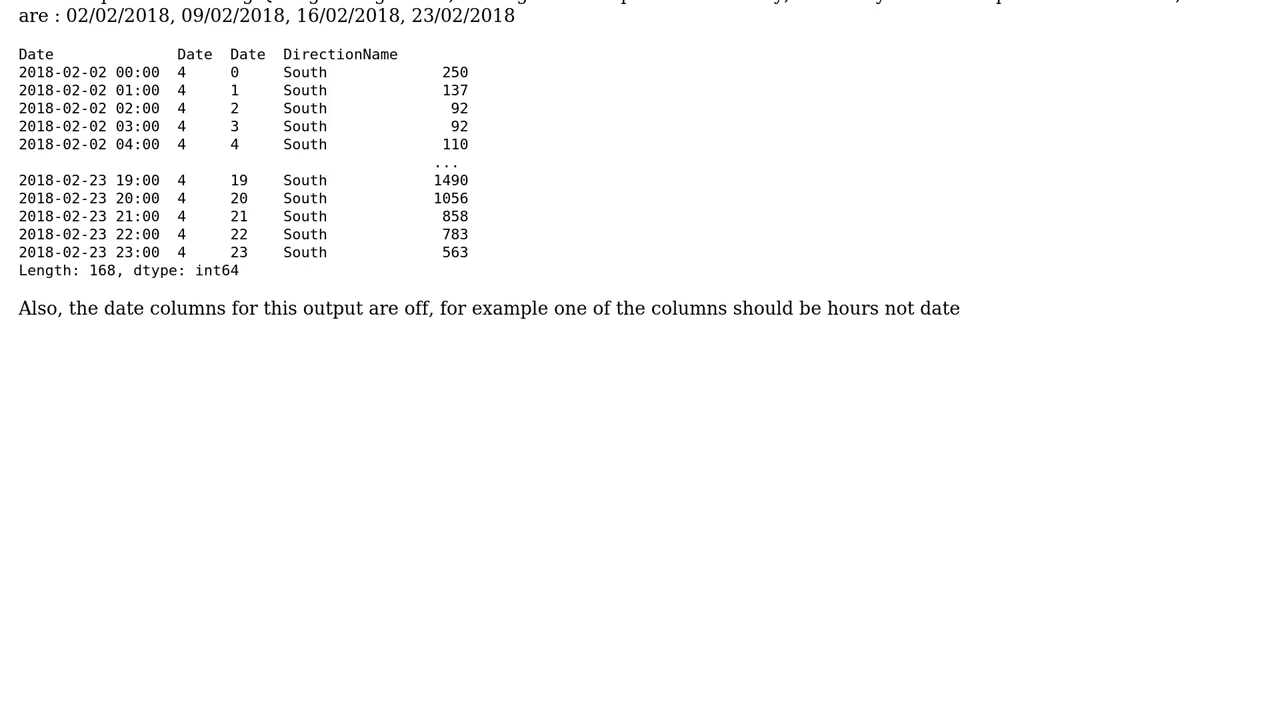 are : 02/02/2018, 09/02/2018, 16/02/2018, 23/02/2018
Date              Date  Date  DirectionName
2018-02-02 00:00  4     0     South             250
2018-02-02 01:00  4     1     South             137
2018-02-02 02:00  4     2     South              92
2018-02-02 03:00  4     3     South              92
2018-02-02 04:00  4     4     South             110
...
2018-02-23 19:00  4     19    South            1490
2018-02-23 20:00  4     20    South            1056
2018-02-23 21:00  4     21    South             858
2018-02-23 22:00  4     22    South             783
2018-02-23 23:00  4     23    South             563
Length: 168, dtype: int64
Also, the date columns for this output are off, for example one of the columns should be hours not date